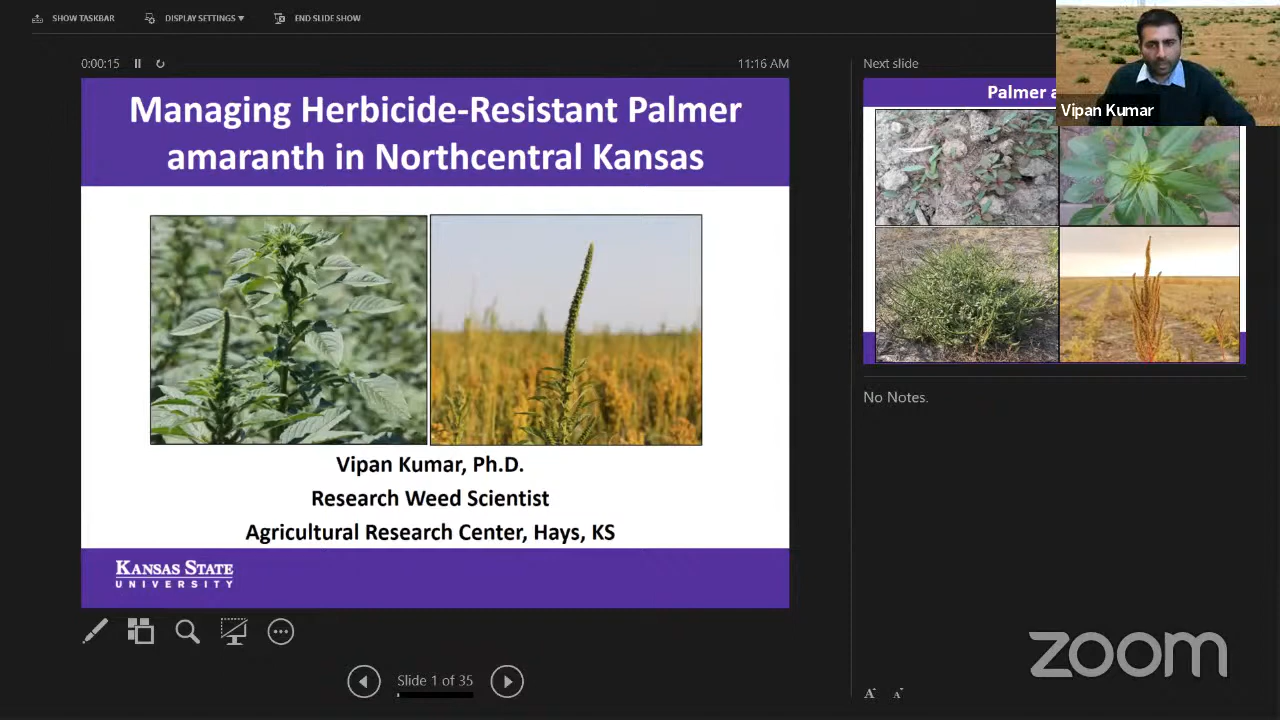 SHOW TASKBAR
DISPLAY SETTINGS ▼
END SLIDE SHOW
0:00:15
11:16 AM
Managing Herbicide-Resistant Palmer
amaranth in Northcentral Kansas
Vipan Kumar, Ph.D.
Research Weed Scientist
Agricultural Research Center, Hays, KS
KANSAS STATE
UNIVERSITY
Slide 1 of 35
Next slide
Palmer
Vipan Kumar
No Notes.
zoom
A A